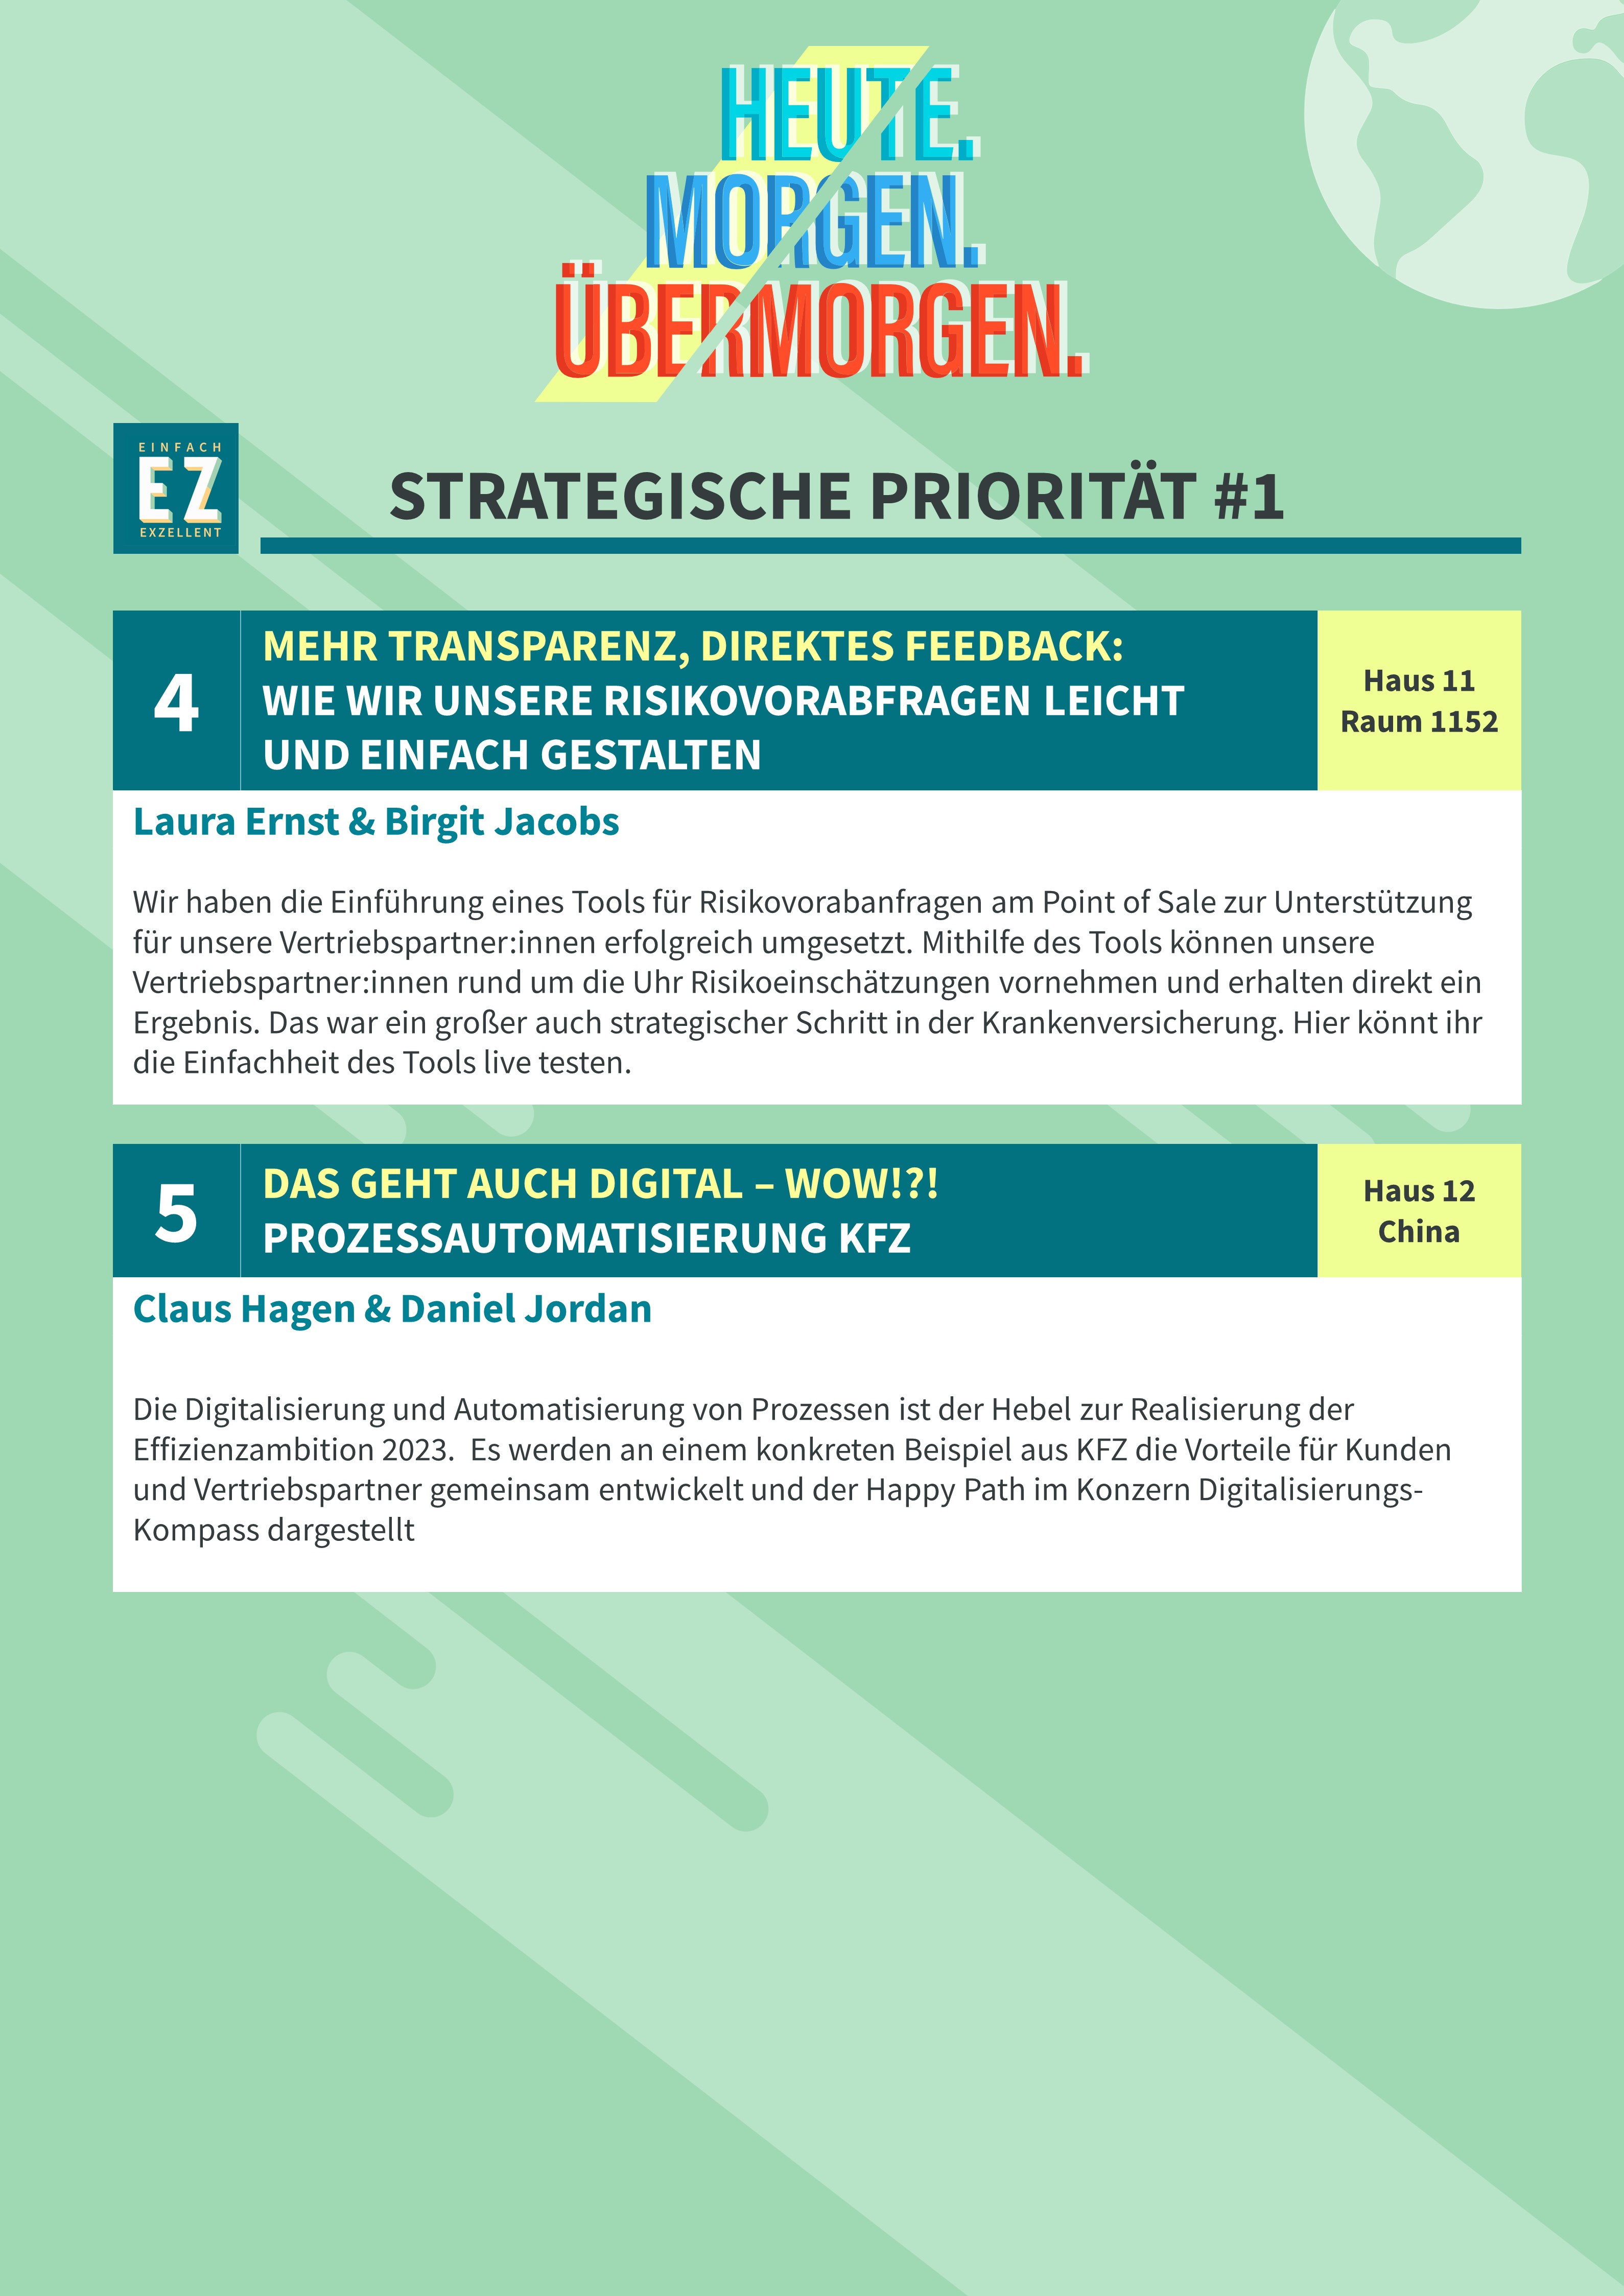 HEUTE.
MORGEN.
ÜBERMORGEN.
EINFACH
EZ
EXZELLENT
STRATEGISCHE PRIORITÄT #1
4
MEHR TRANSPARENZ, DIREKTES FEEDBACK:
WIE WIR UNSERE RISIKOVORABFRAGEN LEICHT
UND EINFACH GESTALTEN
Haus 11
Raum 1152
Laura Ernst & Birgit Jacobs
Wir haben die Einführung eines Tools für Risikovorabanfragen am Point of Sale zur Unterstützung
für unsere Vertriebspartner:innen erfolgreich umgesetzt. Mithilfe des Tools können unsere
Vertriebspartner:innen rund um die Uhr Risikoeinschätzungen vornehmen und erhalten direkt ein
Ergebnis. Das war ein großer auch strategischer Schritt in der Krankenversicherung. Hier könnt ihr
die Einfachheit des Tools live testen.
5
DAS GEHT AUCH DIGITAL – WOW!?!
PROZESSAUTOMATISIERUNG KFZ
Haus 12
China
Claus Hagen & Daniel Jordan
Die Digitalisierung und Automatisierung von Prozessen ist der Hebel zur Realisierung der
Effizienzambition 2023.  Es werden an einem konkreten Beispiel aus KFZ die Vorteile für Kunden
und Vertriebspartner gemeinsam entwickelt und der Happy Path im Konzern Digitalisierungs-
Kompass dargestellt